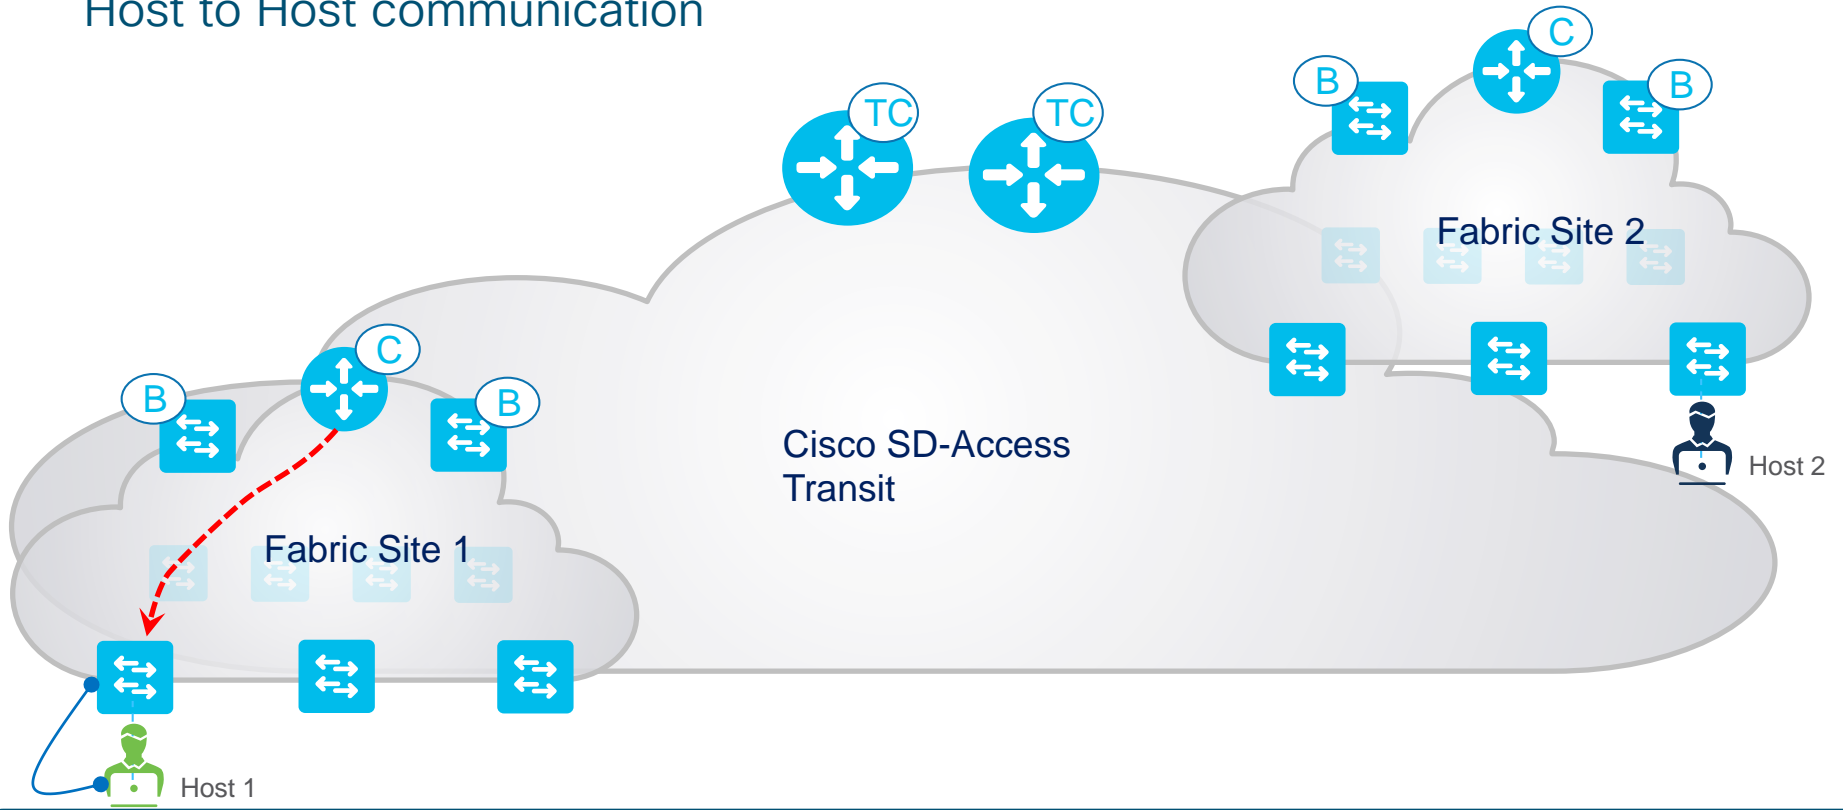 Host to Host communication
C
B
B
TC
TC
Fabric Site 2
C
B
B
Cisco SD-Access
Transit
Host 2
Fabric Site 1
Host 1